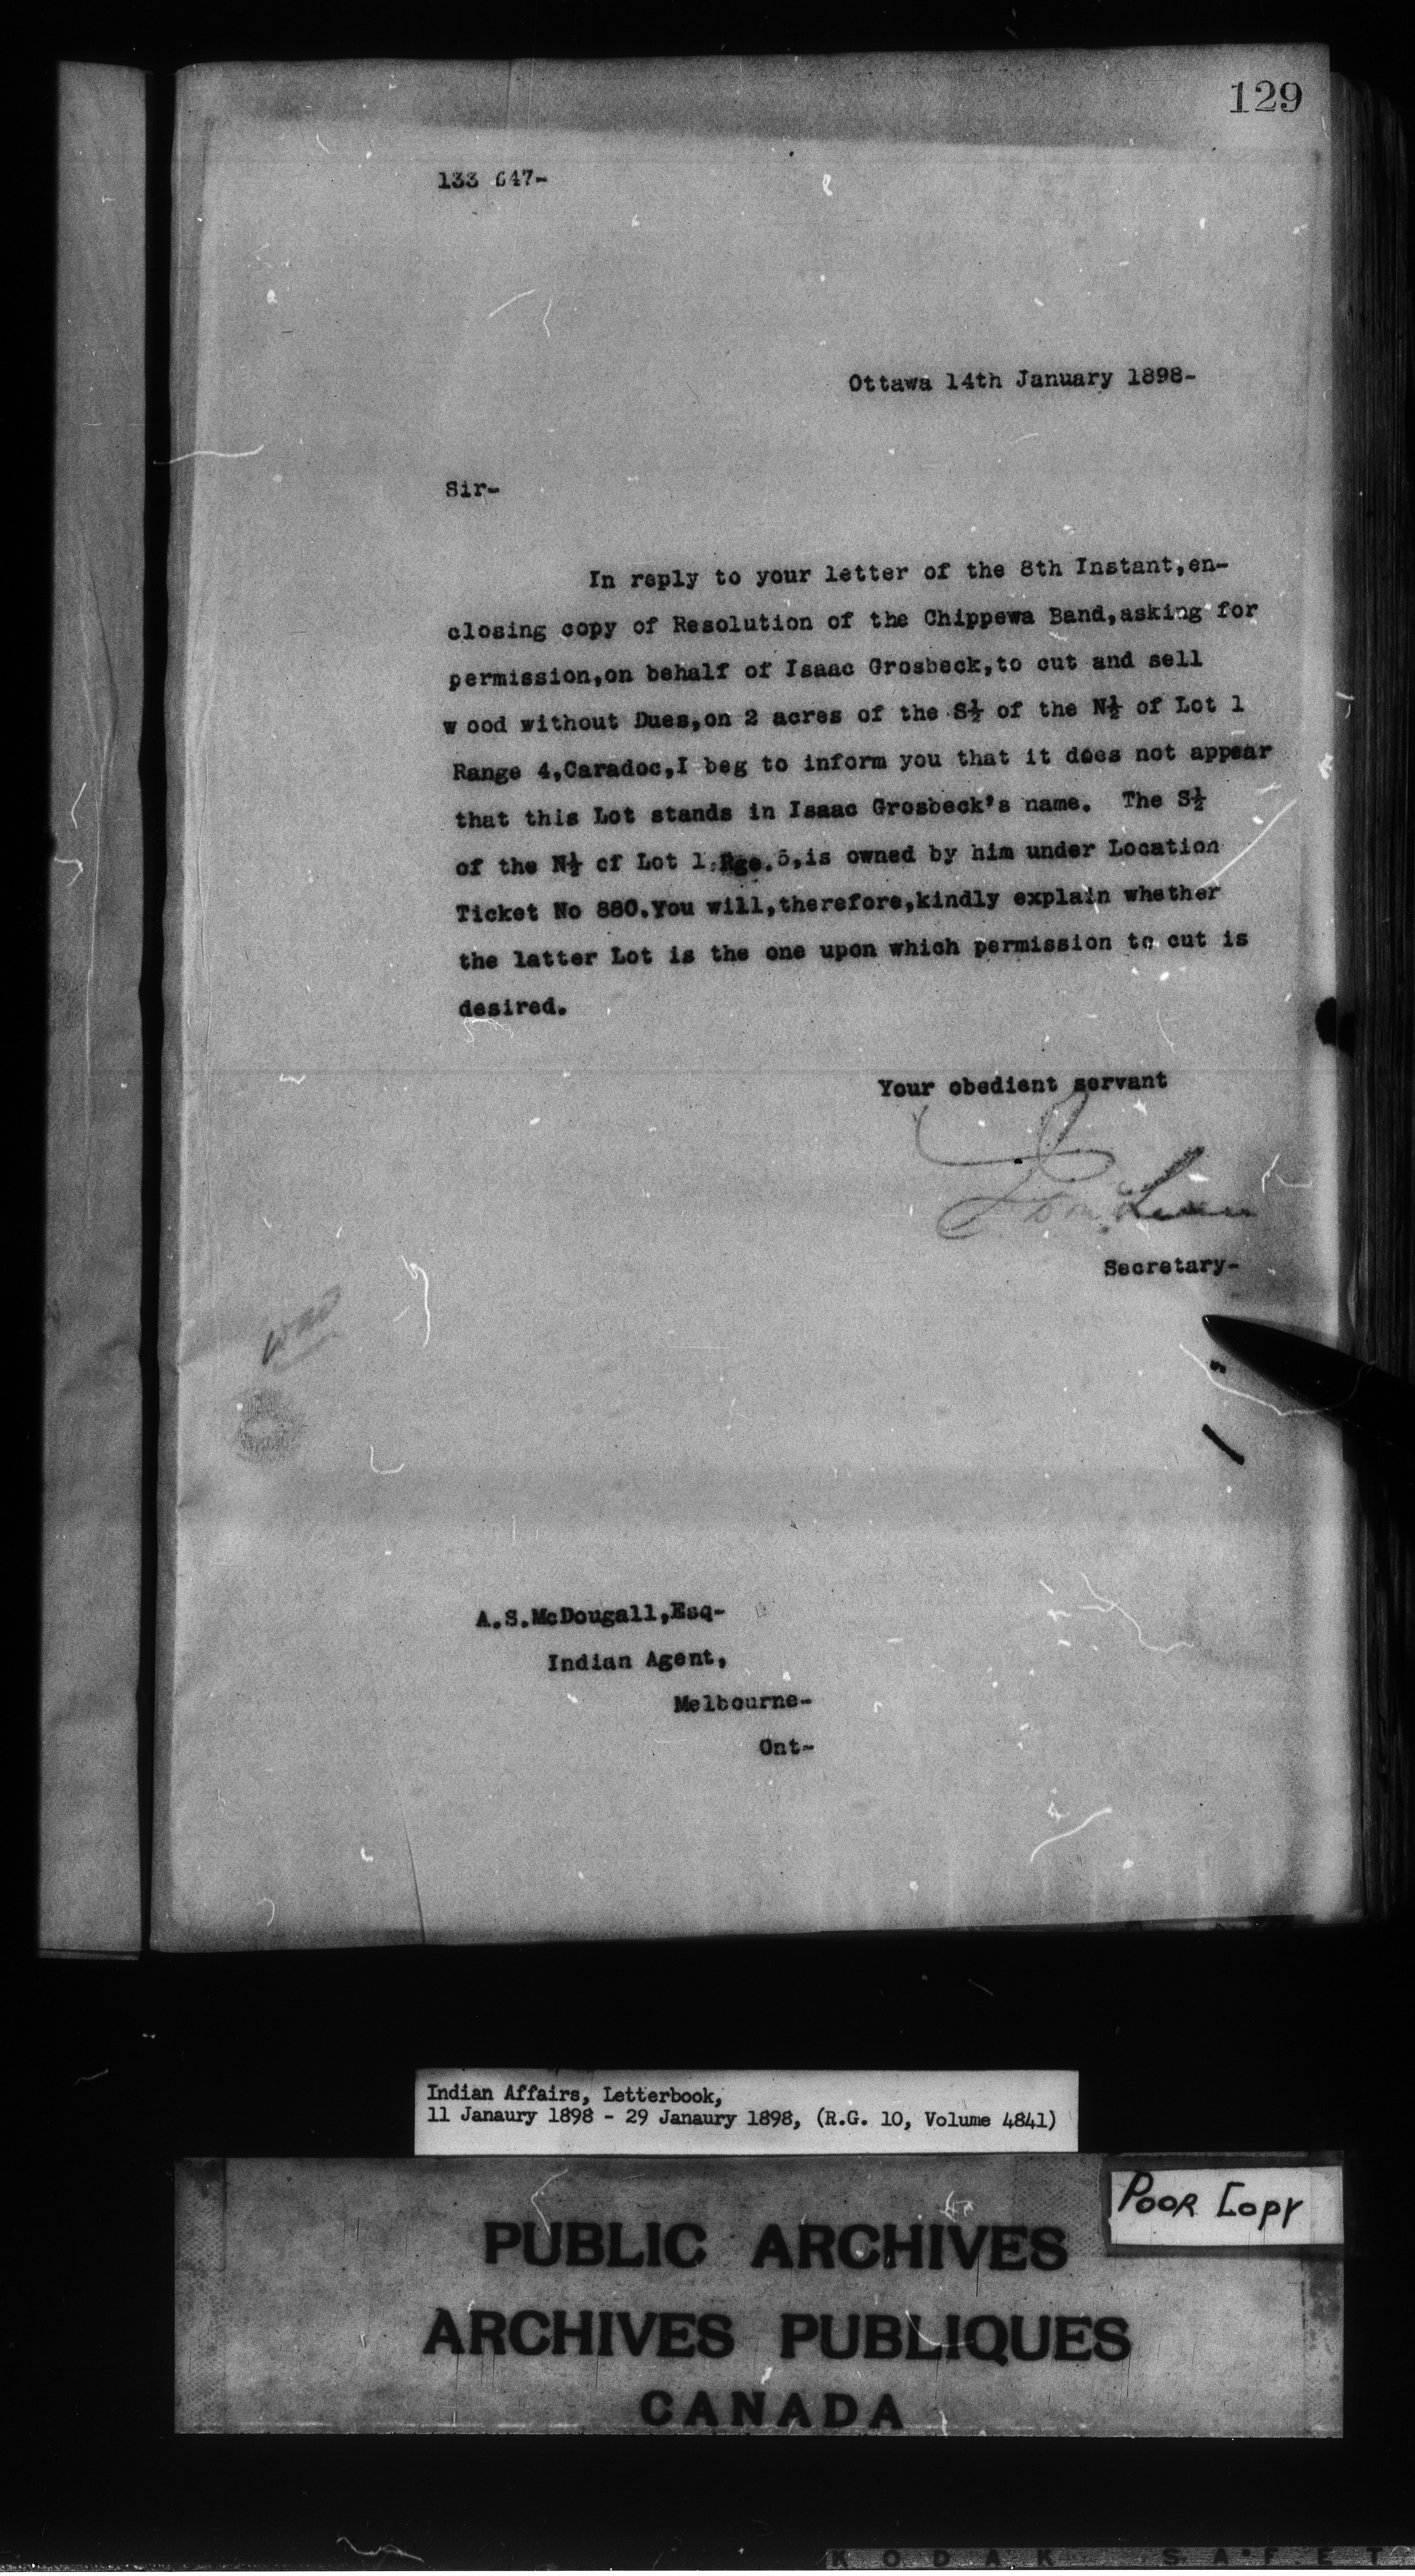 129
133 647-
Ottawa 14th January 1898-
Sir-
In reply to your letter of the 8th Instant,en-
closing copy of Resolution of the Chippewa Band,asking for
permission,on behalf of Isaac Grosbeck,to cut and sell
w ood without Dues,on 2 acres of the S½ of the N½ of Lot 1
Range 4,Caradoc,I beg to inform you that it does not appear
that this Lot stands in Isaac Grosbeck's name. The S½
of the N½ of Lot 1.Rge.5,is owned by him under Location
Ticket No 880.You will,therefore,kindly explain whether
the latter Lot is the one upon which permission to cut is
desired.
Your obedient servant
Secretary-
A.S.McDougall,Esq-
Indian Agent,
Melbourne-
Ont-
Indian Affairs, Letterbook,
11 Janaury 1898 - 29 Janaury 1898, (R.G. 10, Volume 4841)
POOR COPY
PUBLIC ARCHIVES
ARCHIVES PUBLIQUES
CANADA
KODAK SAFET